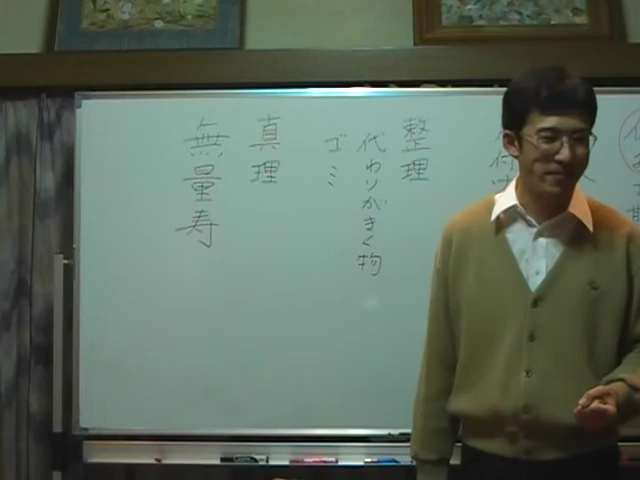 整理
代わりがきく物
ゴミ
真理
無量寿